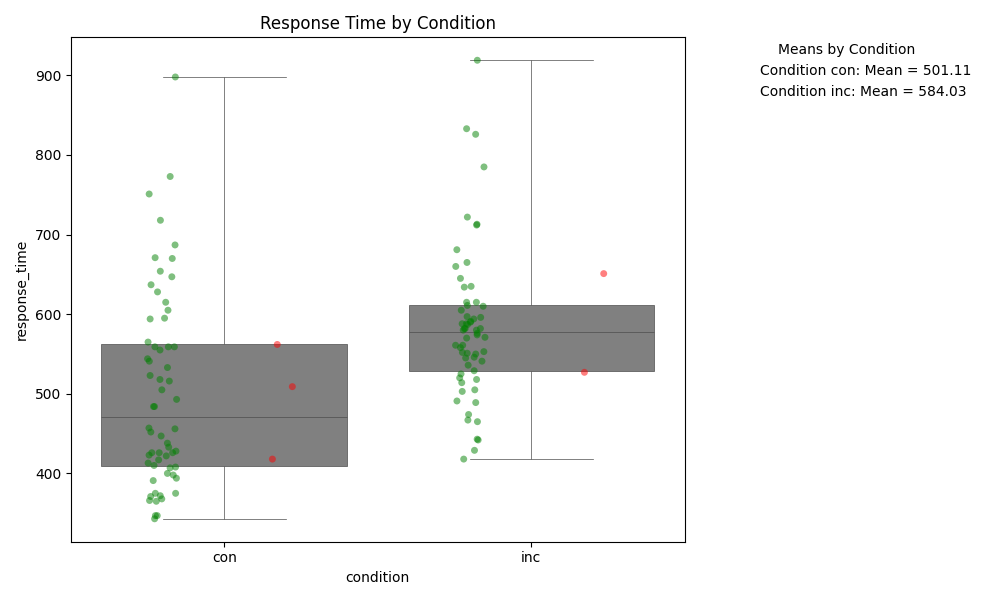 Response Time by Condition
Means by Condition
Condition con: Mean = 501.11
Condition inc: Mean = 584.03
response_time
900
800
700
600
500
400
con inc
condition